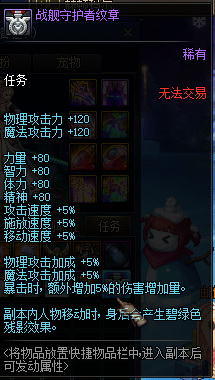 战舰守护者纹章
稀有
任务
无法交易
物理攻击力 +120
魔法攻击力 +120
力量 +80
智力 +80
体力 +80
精神 +80
攻击速度 +5%
施放速度 +5%
移动速度 +5%
物理攻击加成 +5%
魔法攻击加成 +5%
暴击时，额外增加5%的伤害增加量。
副本内人物移动时，身后会产生碧绿色
残影效果。
<将物品放置快捷物品栏中，进入副本后
可发动属性>
宠物
任务